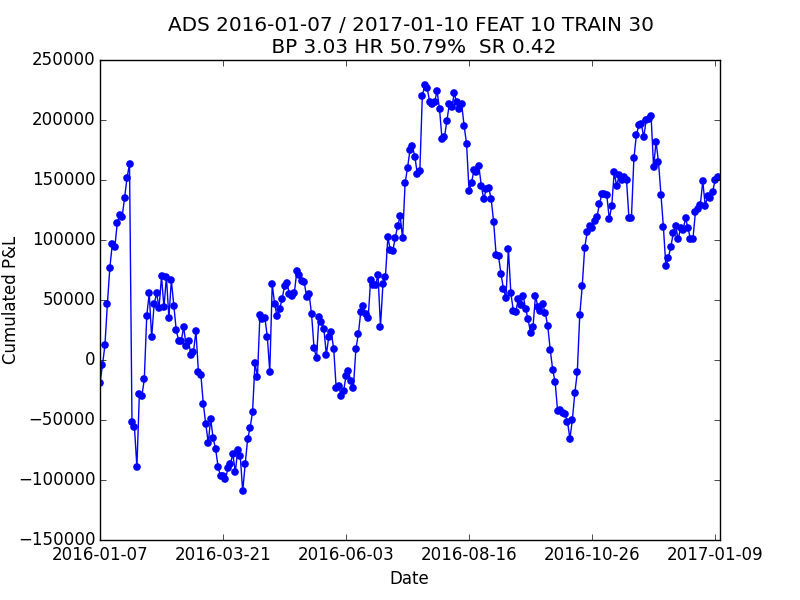 ADS 2016-01-07 / 2017-01-10 FEAT 10 TRAIN 30
BP 3.03 HR 50.79% SR 0.42
250000
200000
150000
100000
50000
0
−50000
−100000
−150000
Cumulated P&L
2016-01-07 2016-03-21 2016-06-03 2016-08-16 2016-10-26 2017-01-09
Date